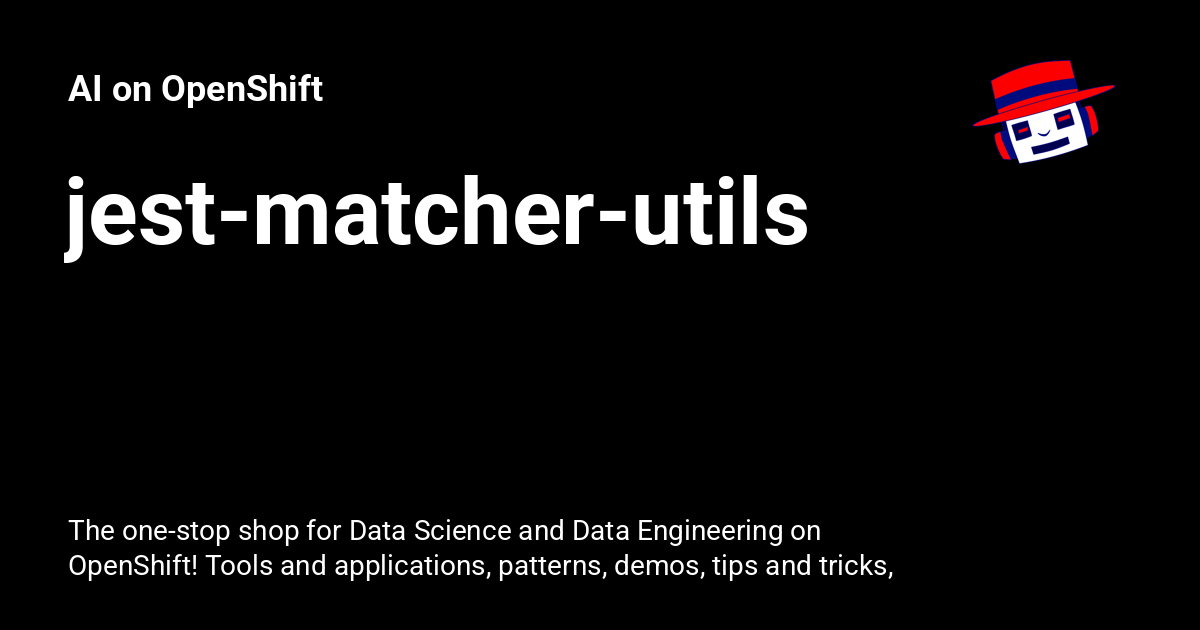 AI on OpenShift
jest-matcher-utils
The one-stop shop for Data Science and Data Engineering on
OpenShift! Tools and applications, patterns, demos, tips and tricks,